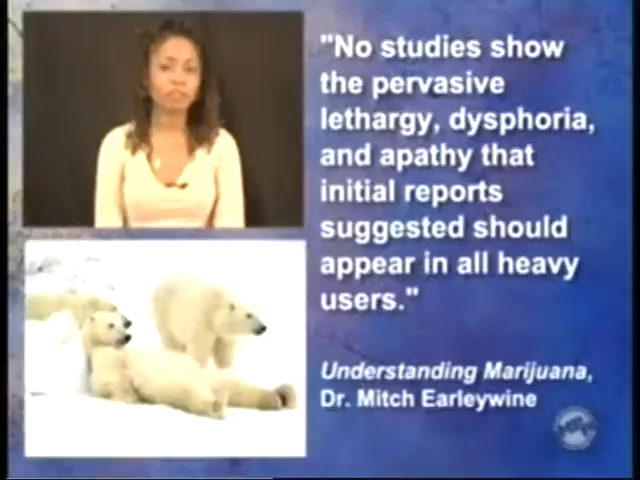 "No studies show
the pervasive
lethargy, dysphoria,
and apathy that
initial reports
suggested should
appear in all heavy
users."
Understanding Marijuana,
Dr. Mitch Earleywine